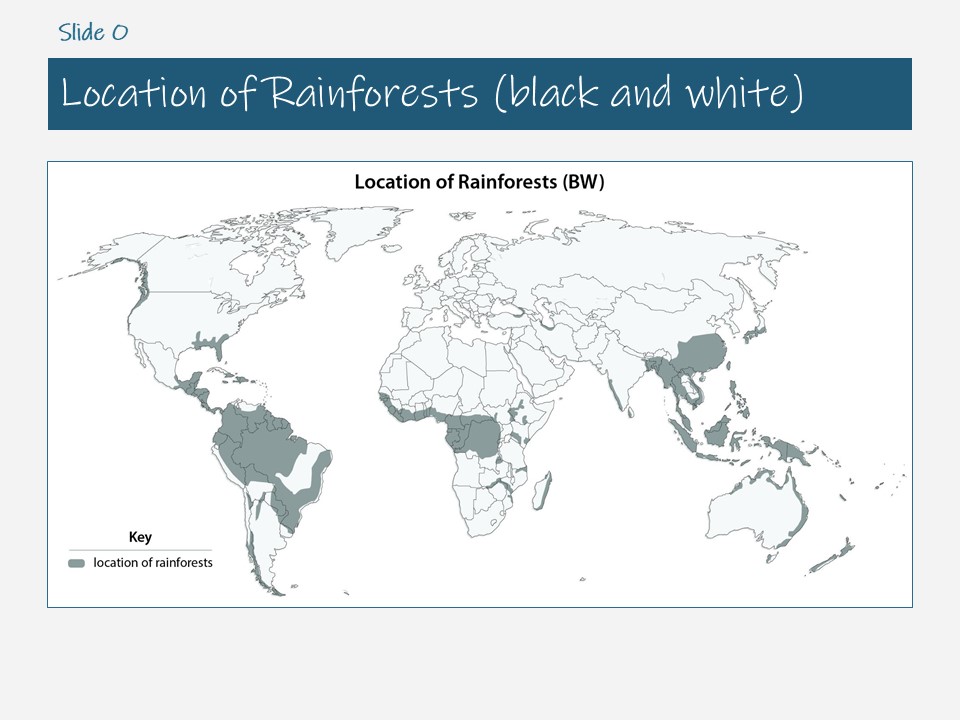 Slide 0
Location of Rainforests (black and white)
Location of Rainforests (BW)
Key
location of rainforests